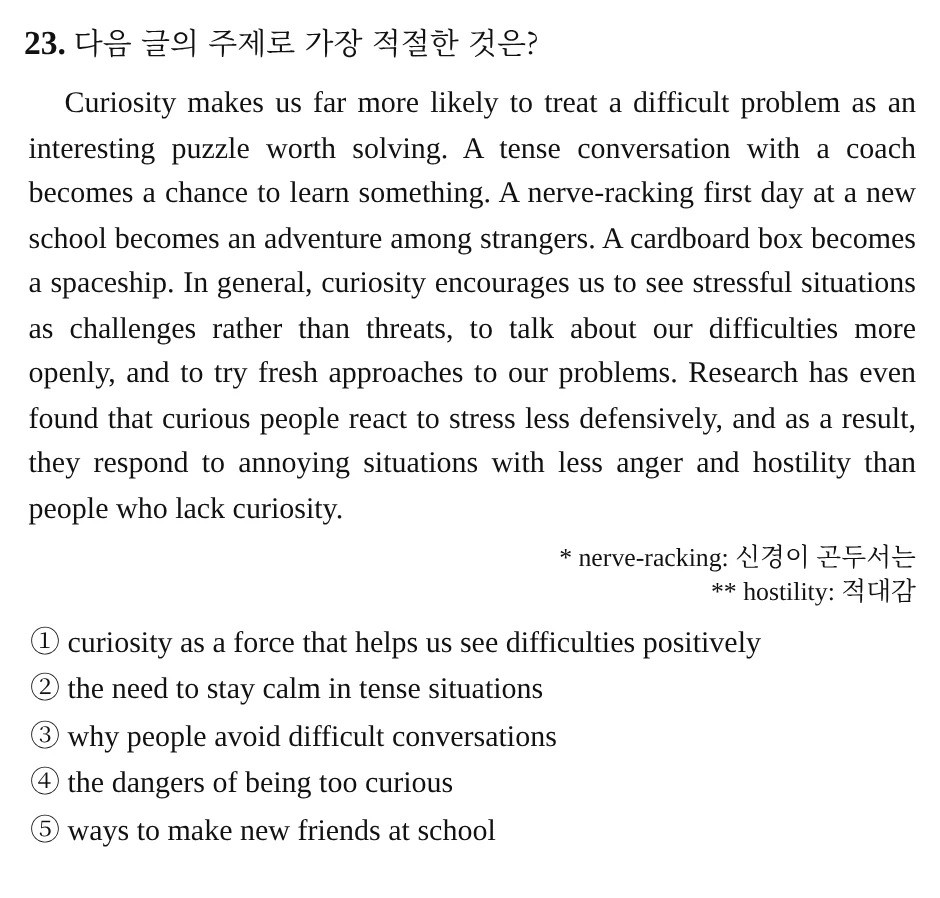 23. 다음 글의 주제로 가장 적절한 것은?
Curiosity makes us far more likely to treat a difficult problem as an
interesting puzzle worth solving. A tense conversation with a coach
becomes a chance to learn something. A nerve-racking first day at a new
school becomes an adventure among strangers. A cardboard box becomes
a spaceship. In general, curiosity encourages us to see stressful situations
as challenges rather than threats, to talk about our difficulties more
openly, and to try fresh approaches to our problems. Research has even
found that curious people react to stress less defensively, and as a result,
they respond to annoying situations with less anger and hostility than
people who lack curiosity.
* nerve-racking: 신경이 곤두서는
** hostility: 적대감
① curiosity as a force that helps us see difficulties positively
② the need to stay calm in tense situations
③ why people avoid difficult conversations
④ the dangers of being too curious
⑤ ways to make new friends at school